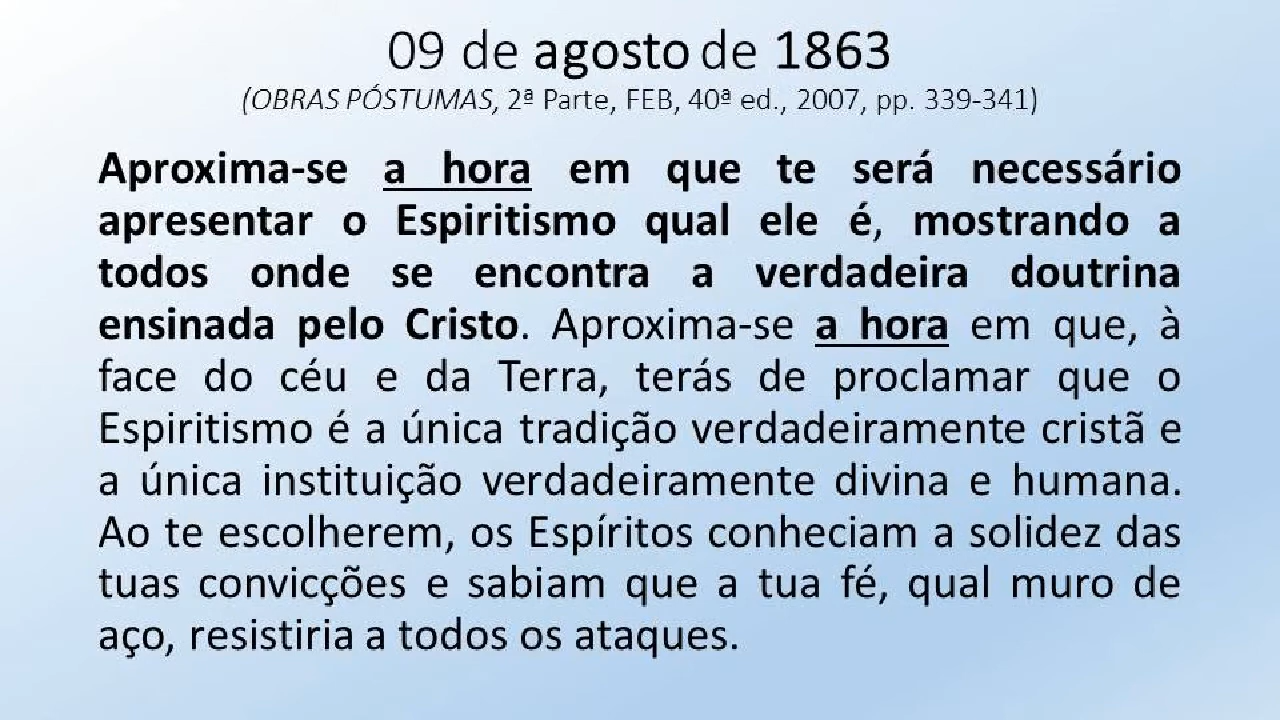 09 de agosto de 1863
(OBRAS PÓSTUMAS, 2ª Parte, FEB, 40ª ed., 2007, pp. 339-341)
Aproxima-se a hora em que te será necessário
apresentar o Espiritismo qual ele é, mostrando a
todos onde se encontra a verdadeira doutrina
ensinada pelo Cristo. Aproxima-se a hora em que, à
face do céu e da Terra, terás de proclamar que o
Espiritismo é a única tradição verdadeiramente cristã e
a única instituição verdadeiramente divina e humana.
Ao te escolherem, os Espíritos conheciam a solidez das
tuas convicções e sabiam que a tua fé, qual muro de
aço, resistiria a todos os ataques.